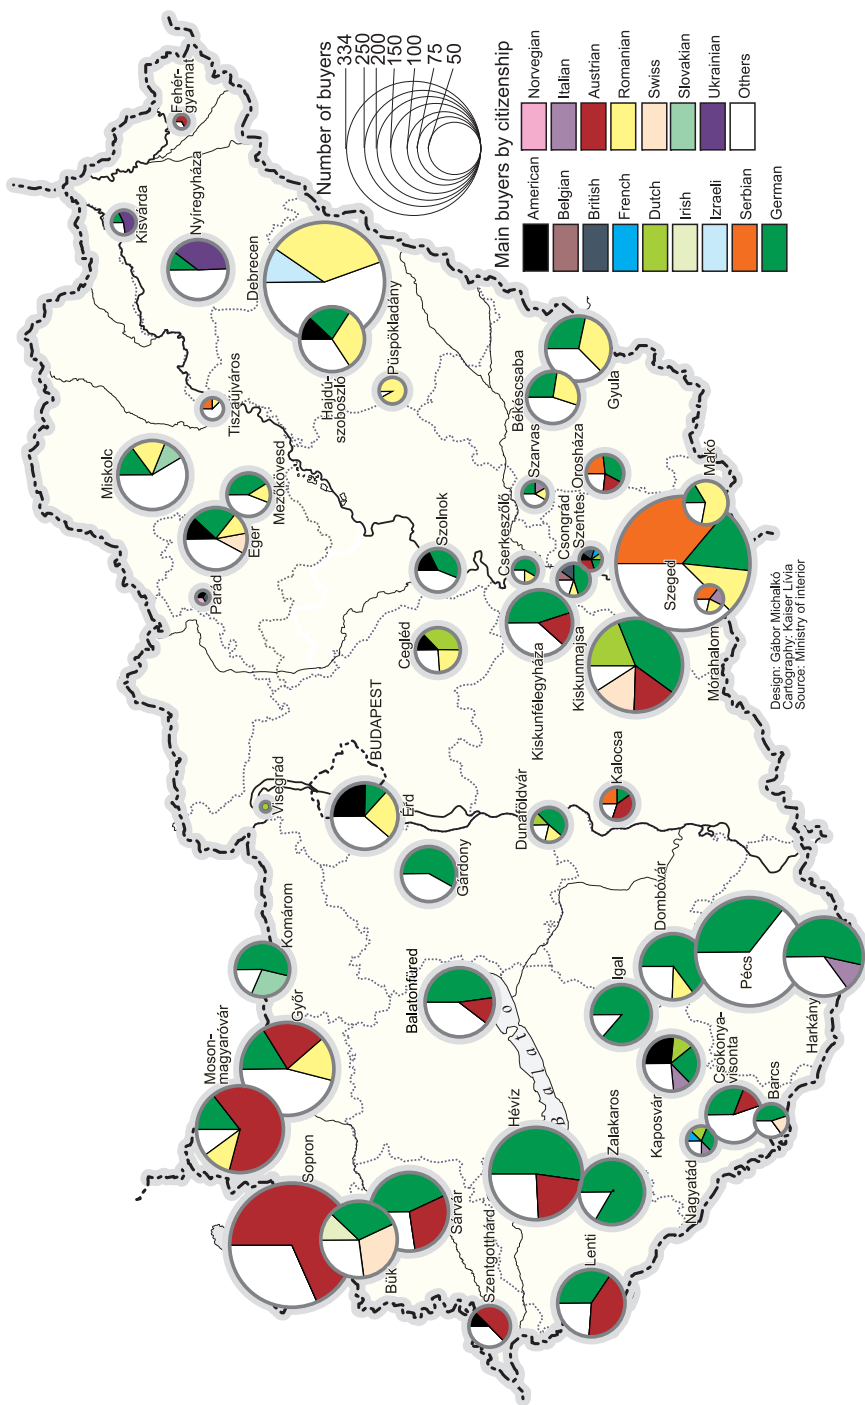 Number of buyers
334
250
200
150
100
75
50
Main buyers by citizenship
American
Belgian
British
French
Dutch
Irish
Izraeli
Serbian
German
Norvegian
Italian
Austrian
Romanian
Swiss
Slovakian
Ukrainian
Others
Fehér-
gyarmat
Kisvárda
Nyíregyháza
Debrecen
Hajdú-
szoboszló
Püspökladány
Tiszaújváros
Miskolc
Mezőkövesd
Eger
Parád
Szolnok
Cegléd
Cserkeszőlő
Szarvas
Békéscsaba
Gyula
Orosháza
Csongrád
Szentes
Makó
Szeged
Mórahalom
Kiskunfélegyháza
Kiskunmajsa
Kalocsa
Dunaföldvár
BUDAPEST
Érd
Visegrád
Gárdony
Komárom
Győr
Moson-
magyaróvár
Sopron
Bük
Sárvár
Szentgotthárd
Balatonfüred
Balato
Hévíz
Zalakaros
Lenti
Igal
Kaposvár
Nagyatád
Csokonya-
visonta
Barcs
Dombóvár
Pécs
Harkány
Design: Gábor Michalkó
Cartography: Kaiser Lívia
Source: Ministry of interior